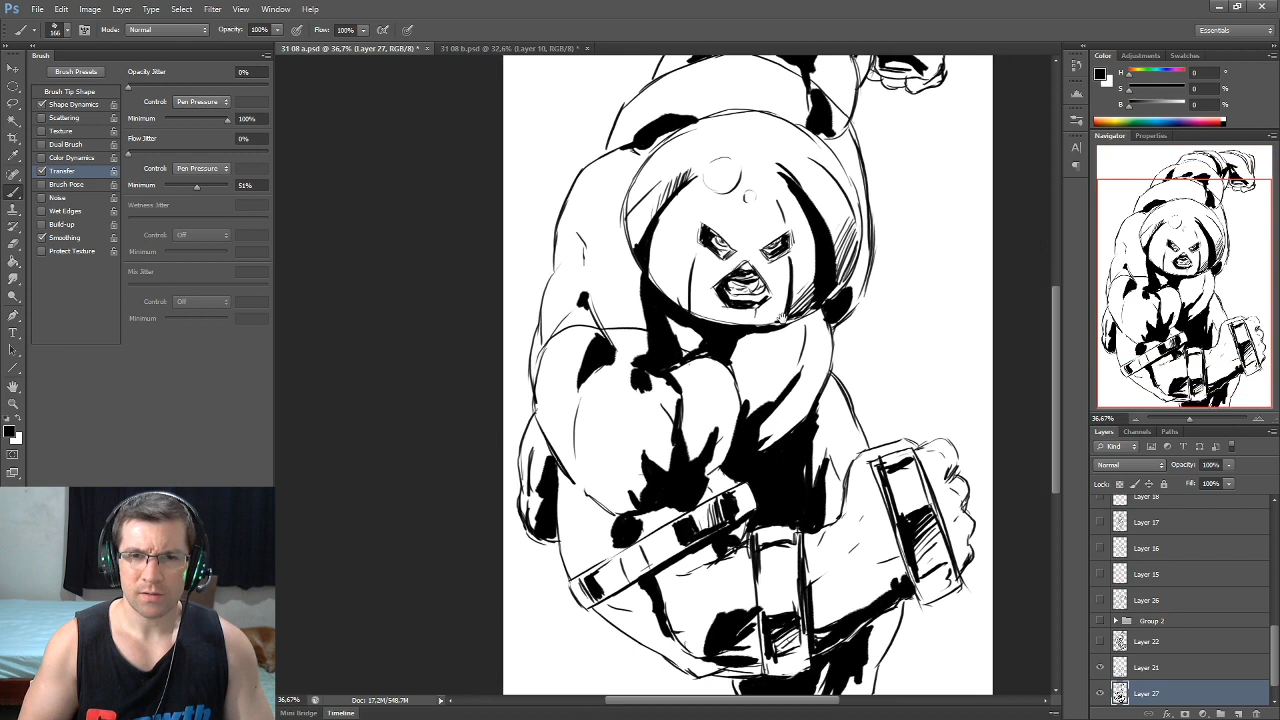 Ps File Edit Image Layer Type Select Filter View Window Help
166 Mode: Normal Opacity: 100% Flow: 100% Essentials
31 08 a.psd @ 36,7% (Layer 27, RGB/8) * × 31 08 b.psd @ 32,6% (Layer 10, RGB/8) * ×
Brush
Brush Presets
Brush Tip Shape
Shape Dynamics
Scattering
Texture
Dual Brush
Color Dynamics
Transfer
Brush Pose
Noise
Wet Edges
Build-up
Smoothing
Protect Texture
Opacity Jitter 0%
Control: Pen Pressure
Minimum 100%
Flow Jitter 0%
Control: Pen Pressure
Minimum 51%
Wetness Jitter
Control: Off
Minimum
Mix Jitter
Control: Off
Minimum
Color Adjustments Swatches
H 0 °
S 0 %
B 0 %
Navigator Properties
36,67%
Layers Channels Paths
Kind
Normal Opacity: 100%
Lock: Fill: 100%
Layer 18
Layer 17
Layer 16
Layer 15
Layer 26
Group 2
Layer 22
Layer 21
Layer 27
Growth
36,67% Doc: 17,2M/548,7M
Mini Bridge Timeline